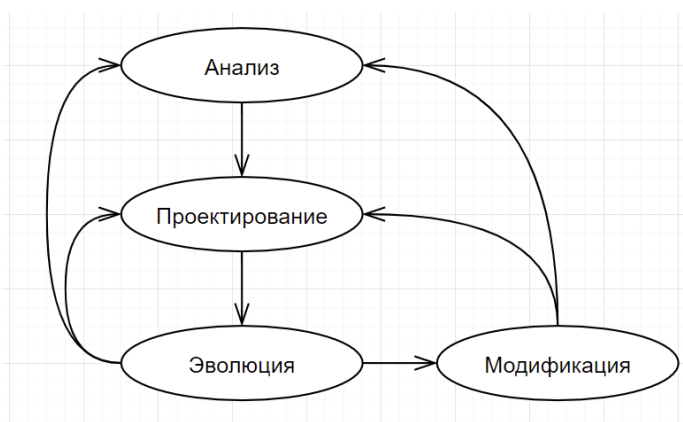 Анализ
Проектирование
Эволюция
Модификация